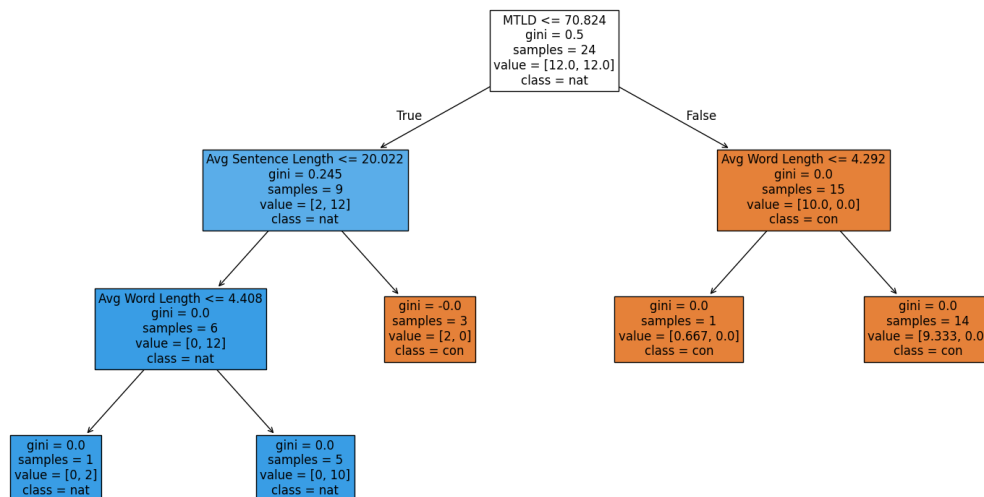 MTLD <= 70.824
gini = 0.5
samples = 24
value = [12.0, 12.0]
class = nat
True
False
Avg Sentence Length <= 20.022
gini = 0.245
samples = 9
value = [2, 12]
class = nat
Avg Word Length <= 4.292
gini = 0.0
samples = 15
value = [10.0, 0.0]
class = con
Avg Word Length <= 4.408
gini = 0.0
samples = 6
value = [0, 12]
class = nat
gini = -0.0
samples = 3
value = [2, 0]
class = con
gini = 0.0
samples = 1
value = [0.667, 0.0]
class = con
gini = 0.0
samples = 14
value = [9.333, 0.0
class = con
gini = 0.0
samples = 1
value = [0, 2]
class = nat
gini = 0.0
samples = 5
value = [0, 10]
class = nat